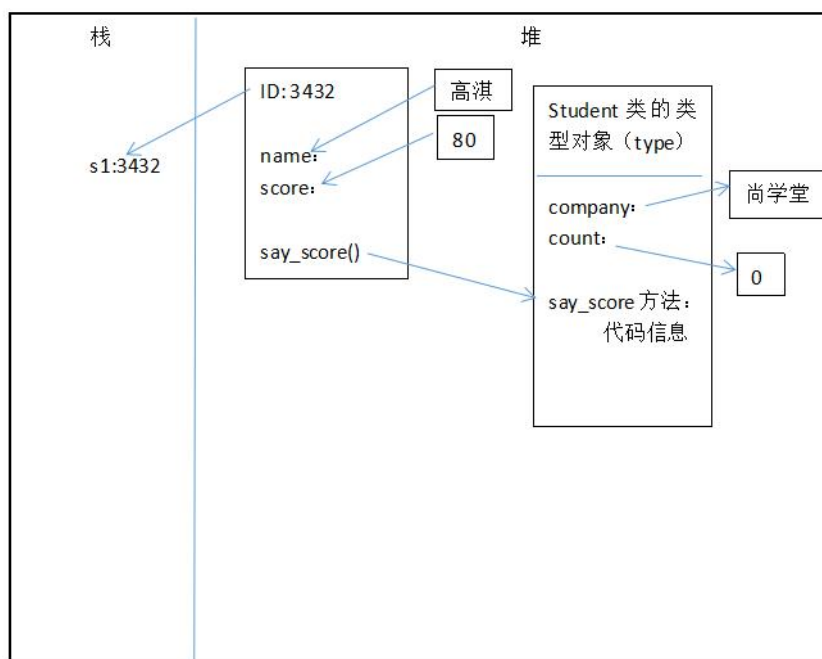 栈
堆
s1:3432
ID: 3432
name：
score：
say_score()
高淇
80
Student 类的类
型对象（type）
company：
count：
say_score 方法：
代码信息
尚学堂
0